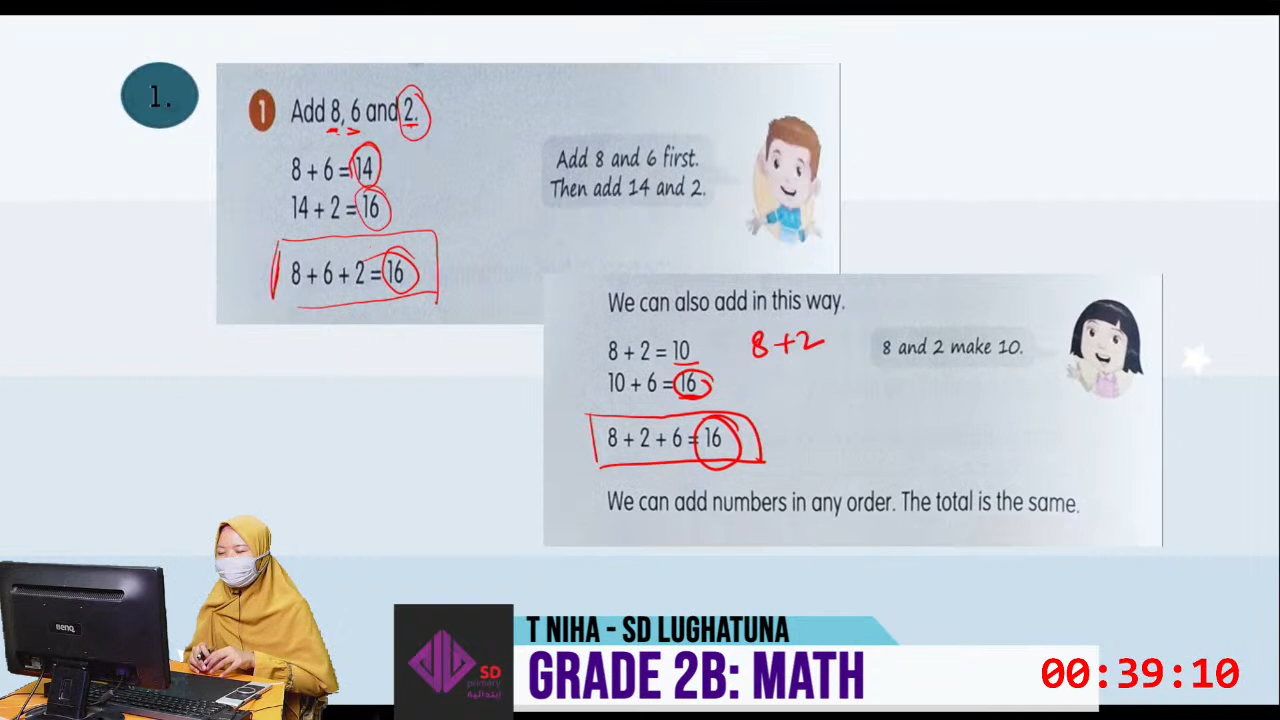 1.
1 Add 8, 6 and 2.
8 + 6 = 14
14 + 2 = 16
8 + 6 + 2 = 16
Add 8 and 6 first.
Then add 14 and 2.
We can also add in this way.
8 + 2 = 10
8 + 2
8 and 2 make 10.
10 + 6 = 16
8 + 2 + 6 = 16
We can add numbers in any order. The total is the same.
BENQ
SD
primary
ابتدائية
T NIHA - SD LUGHATUNA
GRADE 2B: MATH
00:39:10